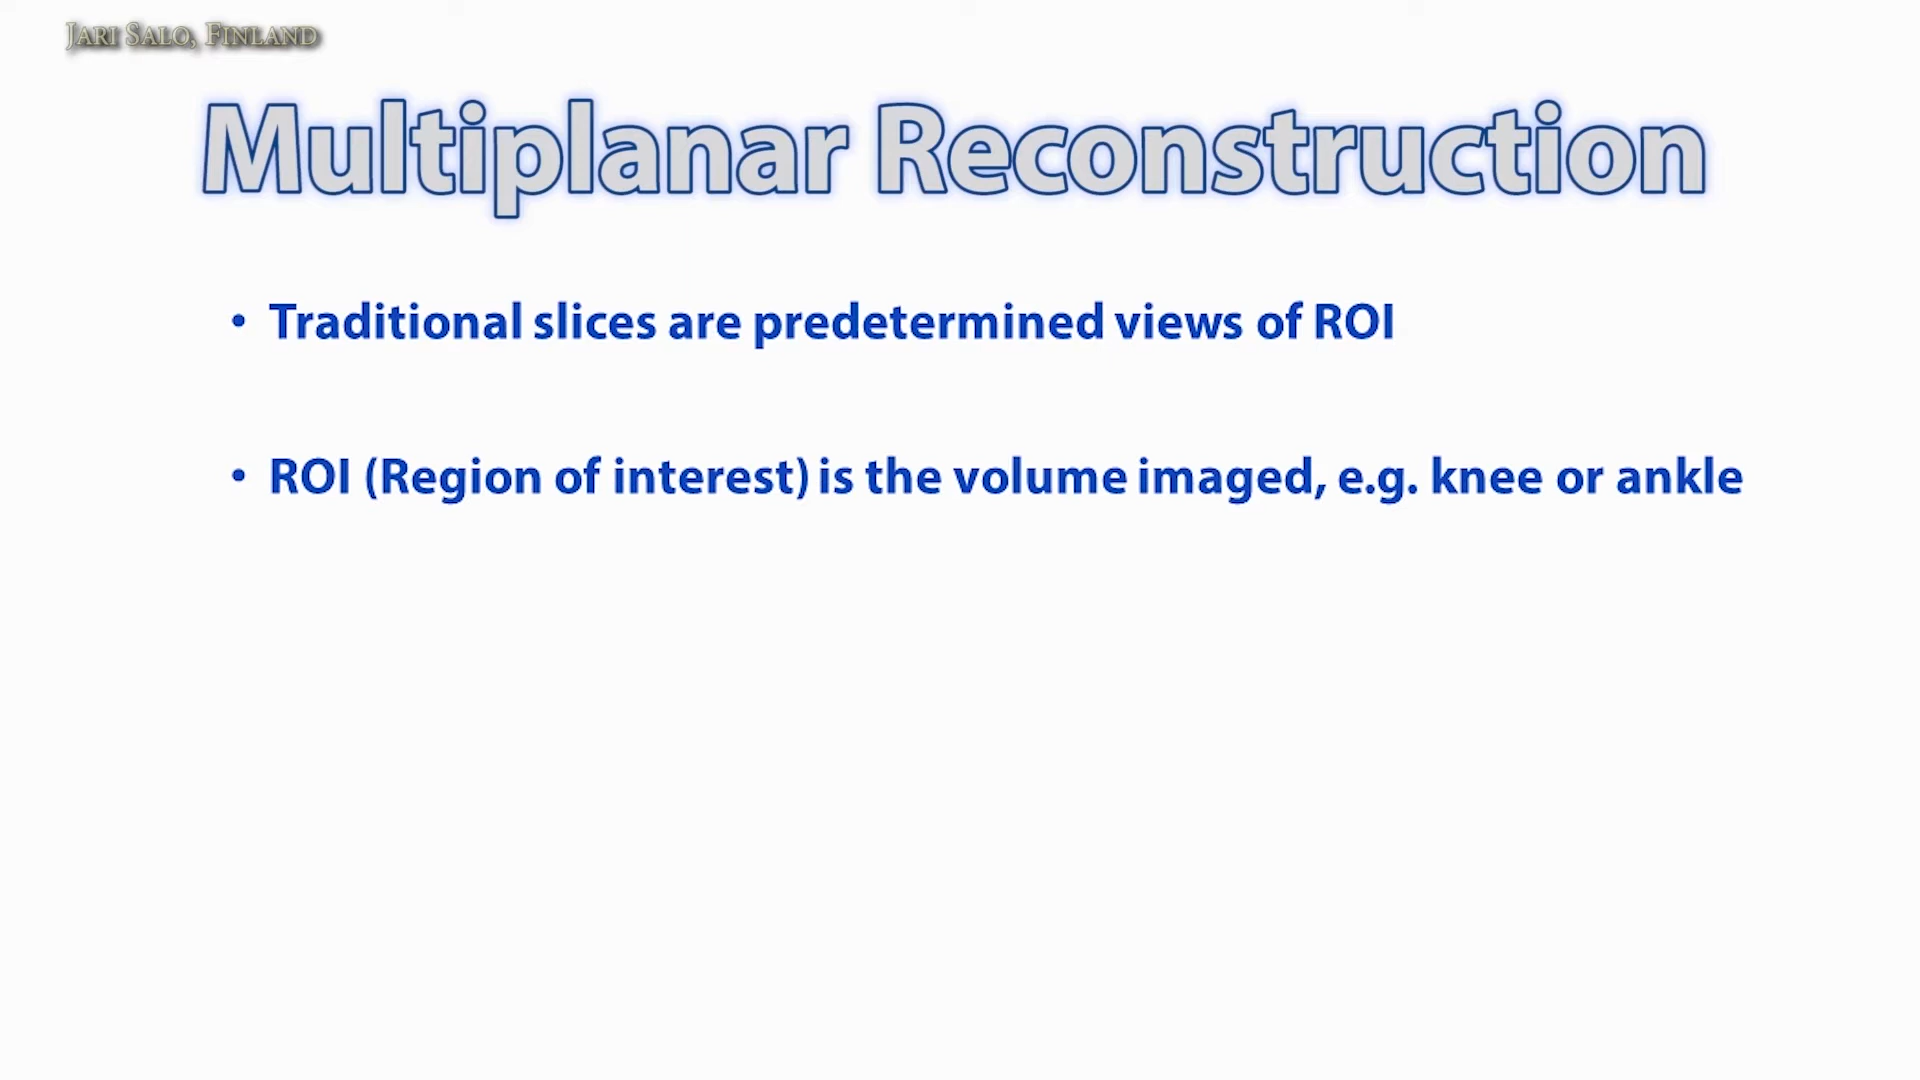 Jari Salo, Finland
Multiplanar Reconstruction
• Traditional slices are predetermined views of ROI
• ROI (Region of interest) is the volume imaged, e.g. knee or ankle